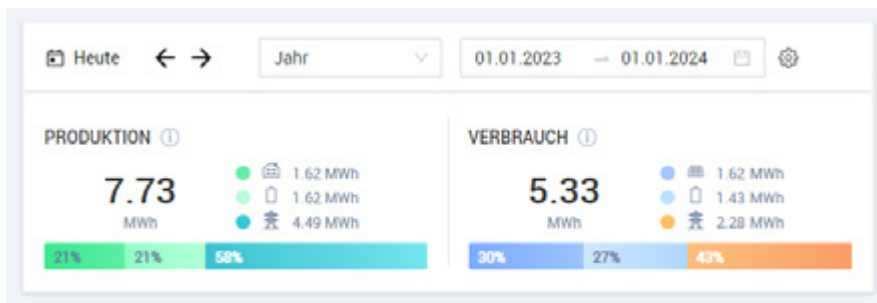 Heute
Jahr
01.01.2023
01.01.2024
PRODUKTION
7.73
MWh
1.62 MWh
1.62 MWh
4.49 MWh
21%
21%
58%
VERBRAUCH
5.33
MWh
1.62 MWh
1.43 MWh
2.28 MWh
30%
27%
43%